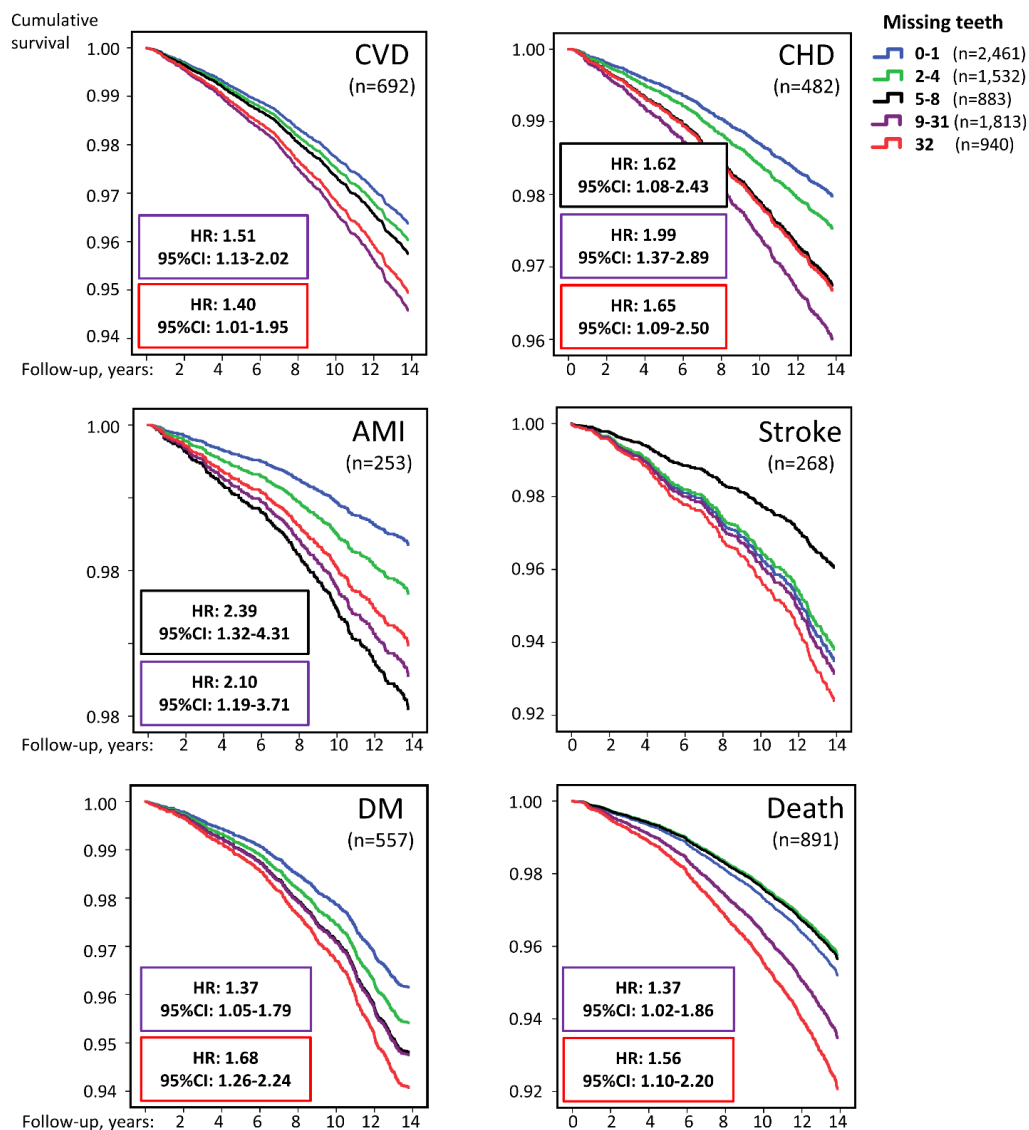 Cumulative
survival
Missing teeth
0-1 (n=2,461)
2-4 (n=1,532)
5-8 (n=883)
9-31 (n=1,813)
32 (n=940)
CVD
(n=692)
1.00
0.99
0.98
0.97
0.96
0.95
0.94
HR: 1.51
95%CI: 1.13-2.02
HR: 1.40
95%CI: 1.01-1.95
Follow-up, years: 2 4 6 8 10 12 14
CHD
(n=482)
1.00
0.99
0.98
0.97
0.96
HR: 1.62
95%CI: 1.08-2.43
HR: 1.99
95%CI: 1.37-2.89
HR: 1.65
95%CI: 1.09-2.50
0 2 4 6 8 10 12 14
AMI
(n=253)
1.00
0.98
0.98
HR: 2.39
95%CI: 1.32-4.31
HR: 2.10
95%CI: 1.19-3.71
Follow-up, years: 2 4 6 8 10 12 14
Stroke
(n=268)
1.00
0.98
0.96
0.94
0.92
0 2 4 6 8 10 12 14
DM
(n=557)
1.00
0.99
0.98
0.97
0.96
0.95
0.94
HR: 1.37
95%CI: 1.05-1.79
HR: 1.68
95%CI: 1.26-2.24
Follow-up, years: 2 4 6 8 10 12 14
Death
(n=891)
1.00
0.98
0.96
0.94
0.92
HR: 1.37
95%CI: 1.02-1.86
HR: 1.56
95%CI: 1.10-2.20
0 2 4 6 8 10 12 14